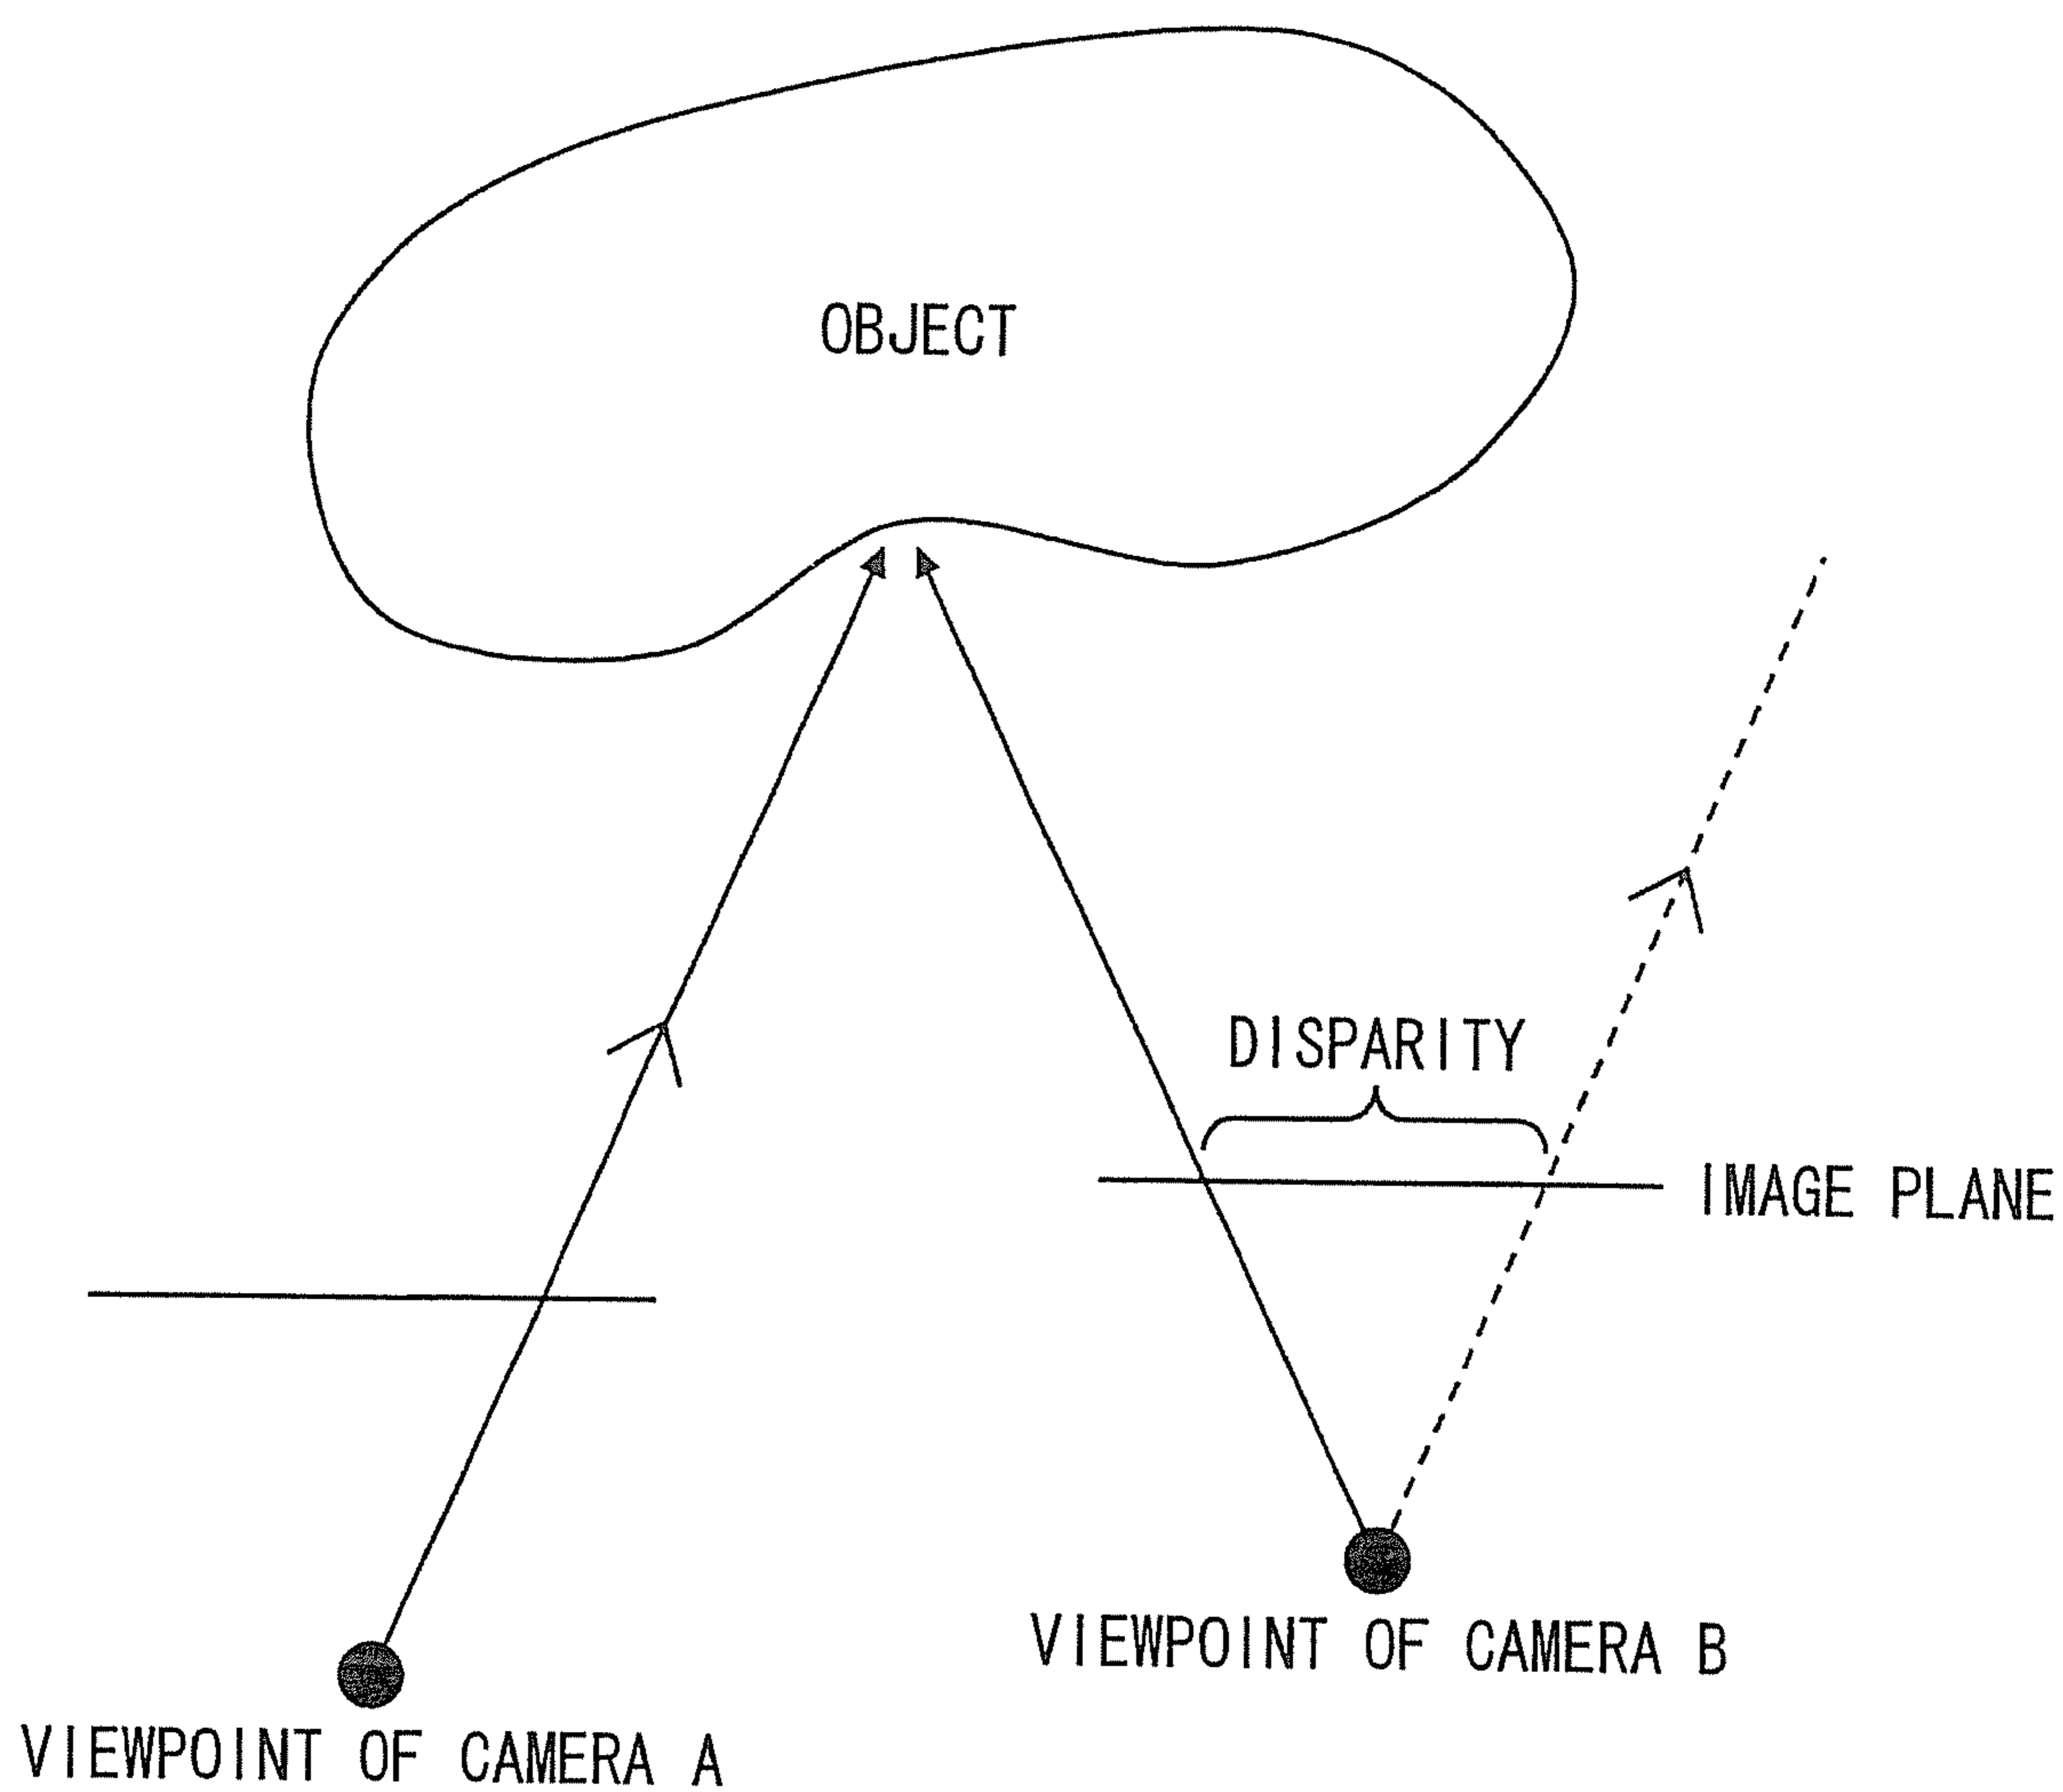 OBJECT
DISPARITY
IMAGE PLANE
VIEWPOINT OF CAMERA B
VIEWPOINT OF CAMERA A